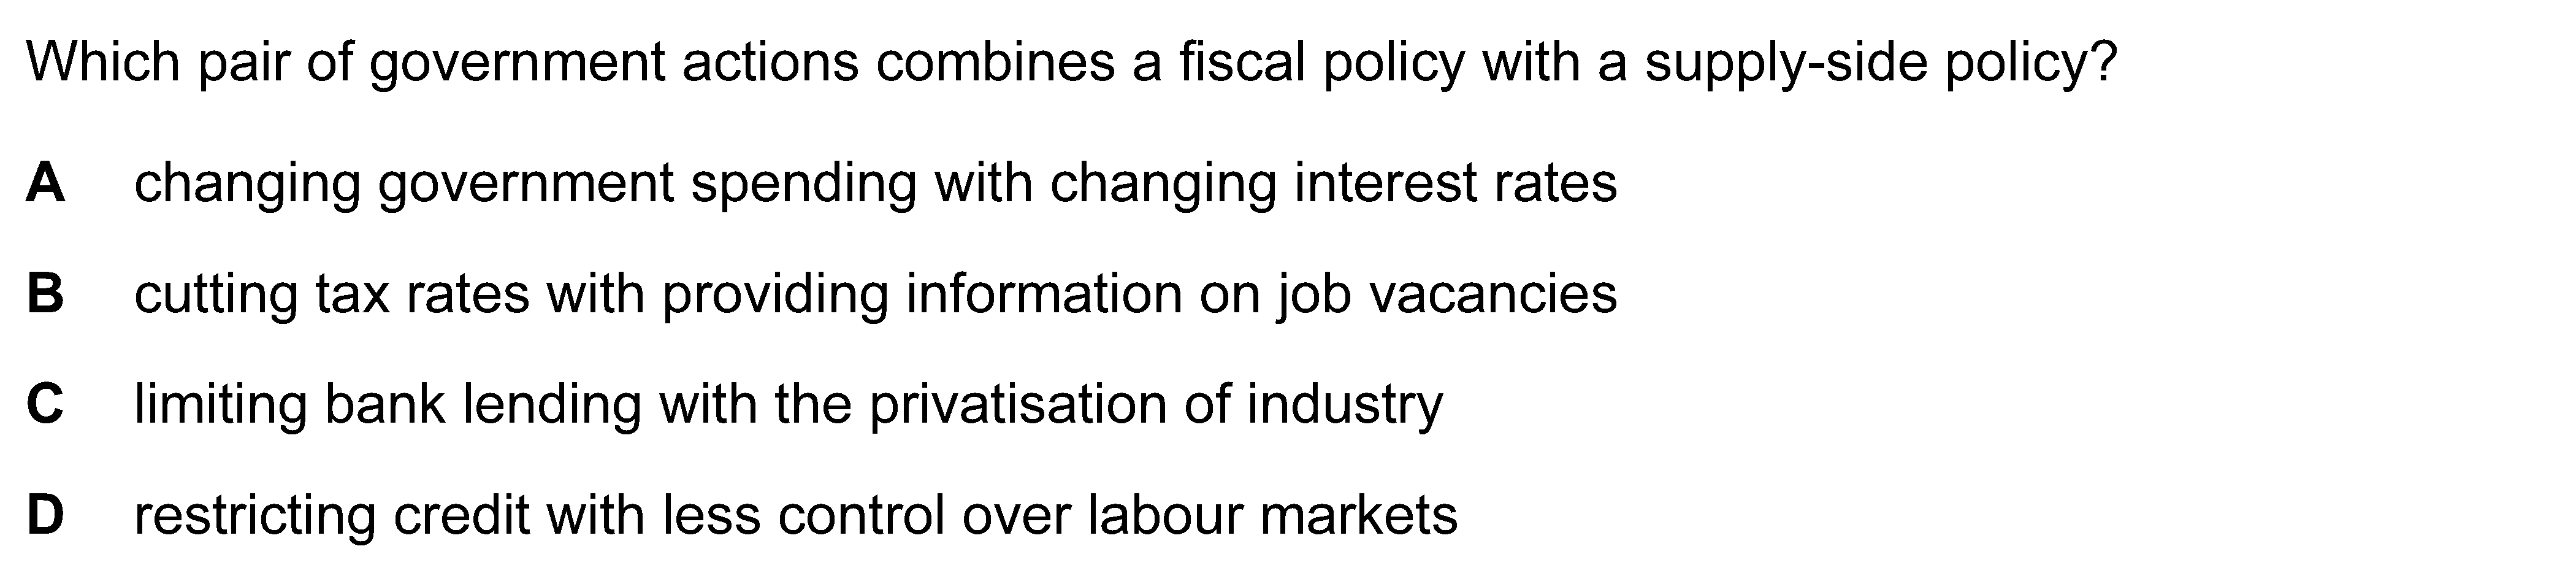 Which pair of government actions combines a fiscal policy with a supply-side policy?
A changing government spending with changing interest rates
B cutting tax rates with providing information on job vacancies
C limiting bank lending with the privatisation of industry
D restricting credit with less control over labour markets